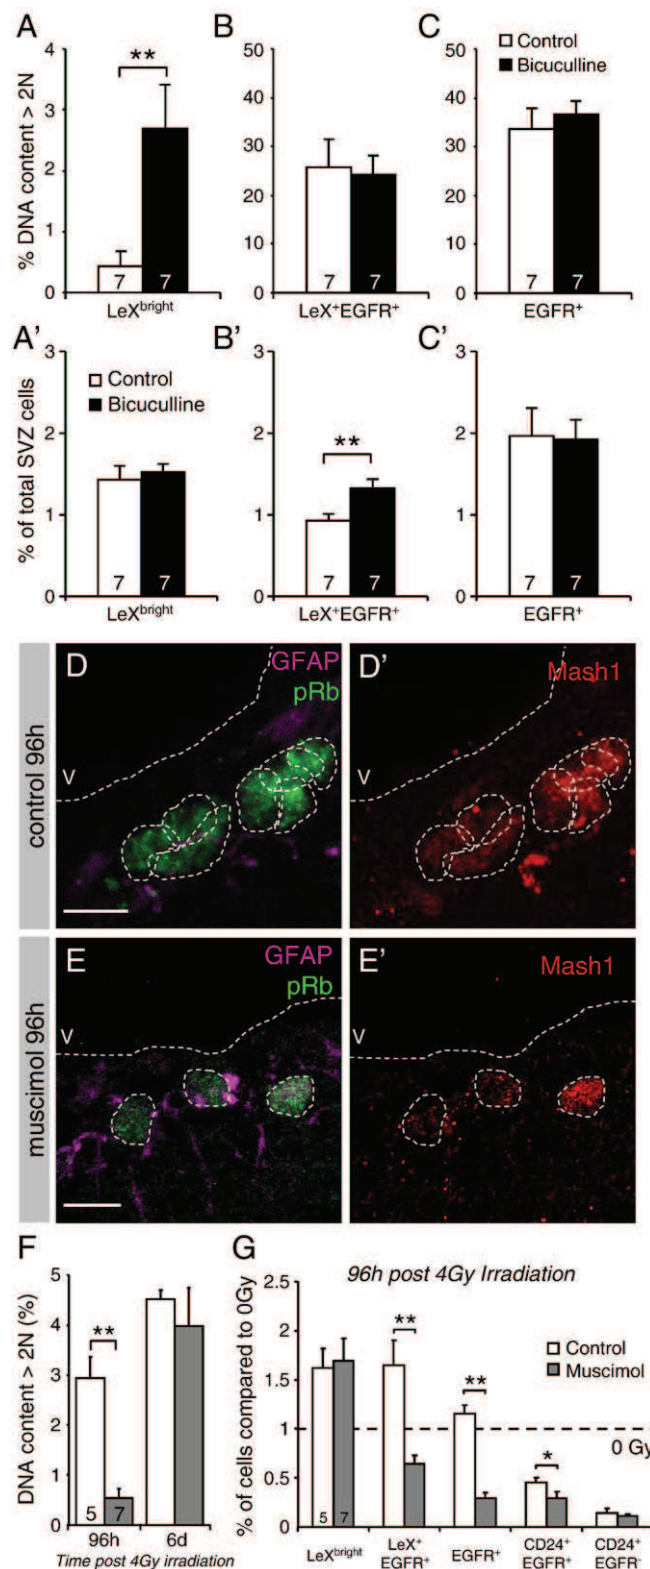 A
B
C
% DNA content > 2N
4
3
2
1
0
**
7
7
LeX^bright
50
40
30
20
10
0
7
7
LeX⁺EGFR⁺
50
40
30
20
10
0
Control
Bicuculline
7
7
EGFR⁺
A'
B'
C'
% of total SVZ cells
3
2
1
0
Control
Bicuculline
7
7
LeX^bright
3
2
1
0
**
7
7
LeX⁺EGFR⁺
3
2
1
0
7
7
EGFR⁺
control 96h
D
GFAP
pRb
V
D'
Mash1
muscimol 96h
E
GFAP
pRb
V
E'
Mash1
F
DNA content > 2N (%)
5
4
3
2
1
0
**
5
7
96h
6d
Time post 4Gy irradiation
G
96h post 4Gy Irradiation
% of cells compared to 0Gy
2.5
2
1.5
1
0.5
0
**
**
*
Control
Muscimol
0 Gy
5
7
LeX^bright
LeX⁺
EGFR⁺
EGFR⁺
CD24⁺
EGFR⁺
CD24⁺
EGFR⁻